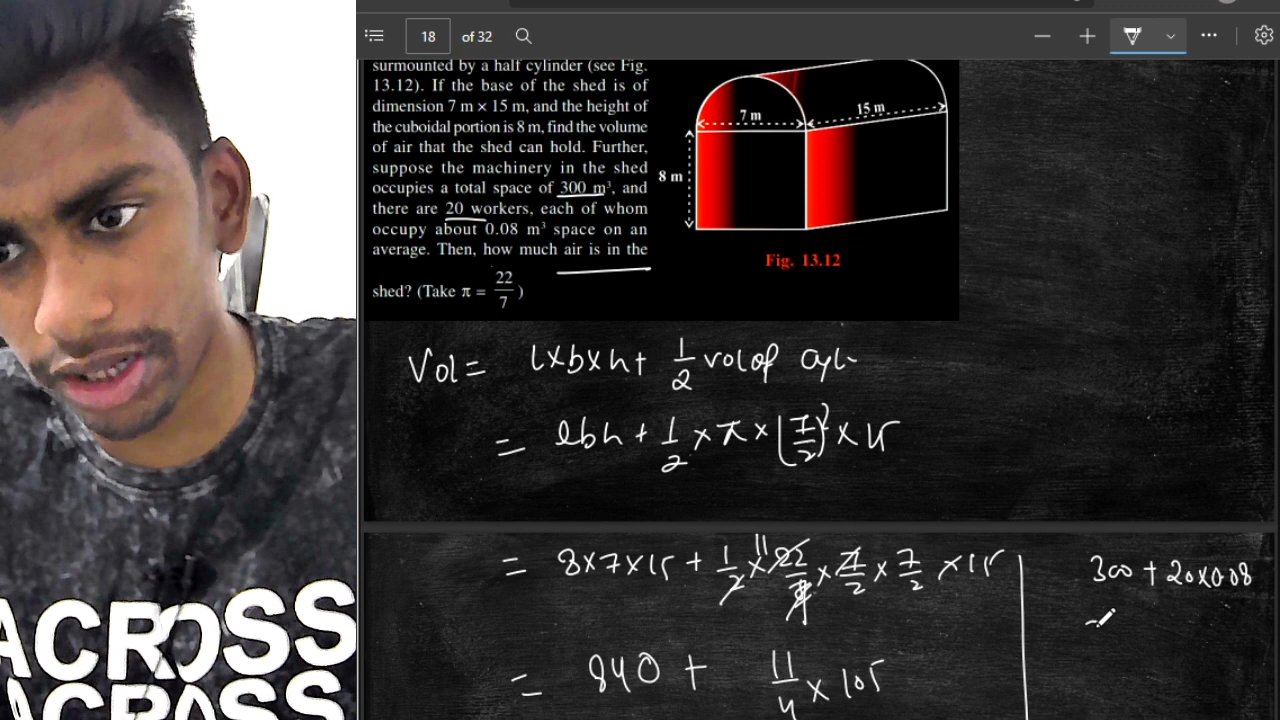 18 of 32
surmounted by a half cylinder (see Fig.
13.12). If the base of the shed is of
dimension 7 m × 15 m, and the height of
the cuboidal portion is 8 m, find the volume
of air that the shed can hold. Further,
suppose the machinery in the shed
occupies a total space of 300 m³, and
there are 20 workers, each of whom
occupy about 0.08 m³ space on an
average. Then, how much air is in the
shed? (Take π = 22/7)
7 m
15 m
8 m
Fig. 13.12
Vol = l×b×h + 1/2 vol of cyl.
= lbh + 1/2 × π × (7/2)² × 15
= 8×7×15 + 1/2 × 11 22/7 × 7/2 × 7/2 × 15
300 + 20×0.08
= 840 + 11/4 × 105
ACROSS
ACROSS